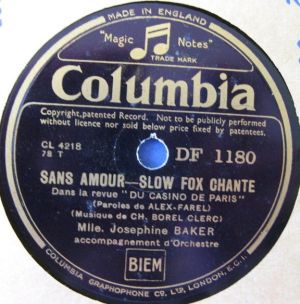 MADE IN ENGLAND
"Magic Notes"
TRADE MARK
Columbia
Copyright, patented Record. Not to be publicly performed
without licence nor sold below price fixed by patentees.
CL 4218
78 T
DF 1180
SANS AMOUR—SLOW FOX CHANTE
Dans la revue "DU CASINO DE PARIS"
(Paroles de ALEX-FAREL)
(Musique de CH. BOREL CLERC)
Mlle. Josephine BAKER
accompagnement d'Orchestre
BIEM
COLUMBIA GRAPHOPHONE CO. LTD. LONDON, E.C.1.